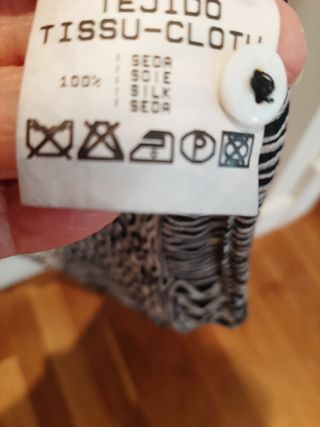 TEJIDO
TISSU-CLOTH
100%
SEDA
SOIE
SILK
SEDA
P